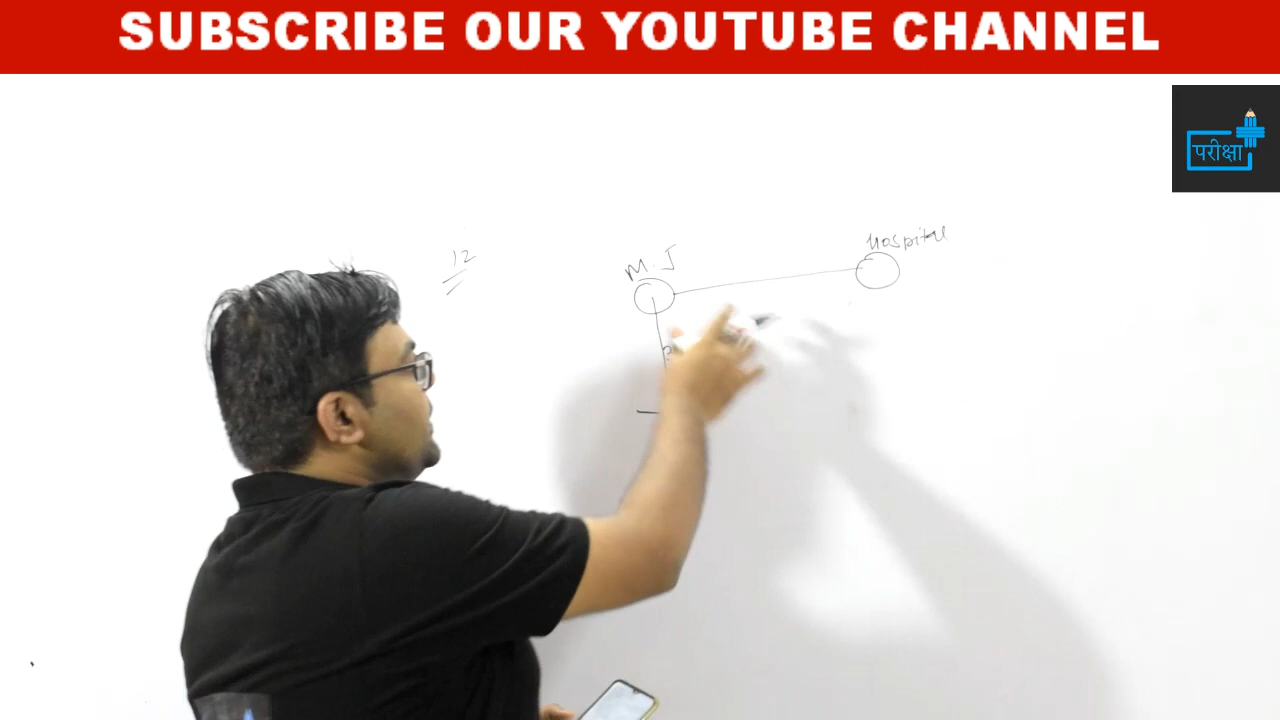 SUBSCRIBE OUR YOUTUBE CHANNEL
परीक्षा
12
M.J
Hospital